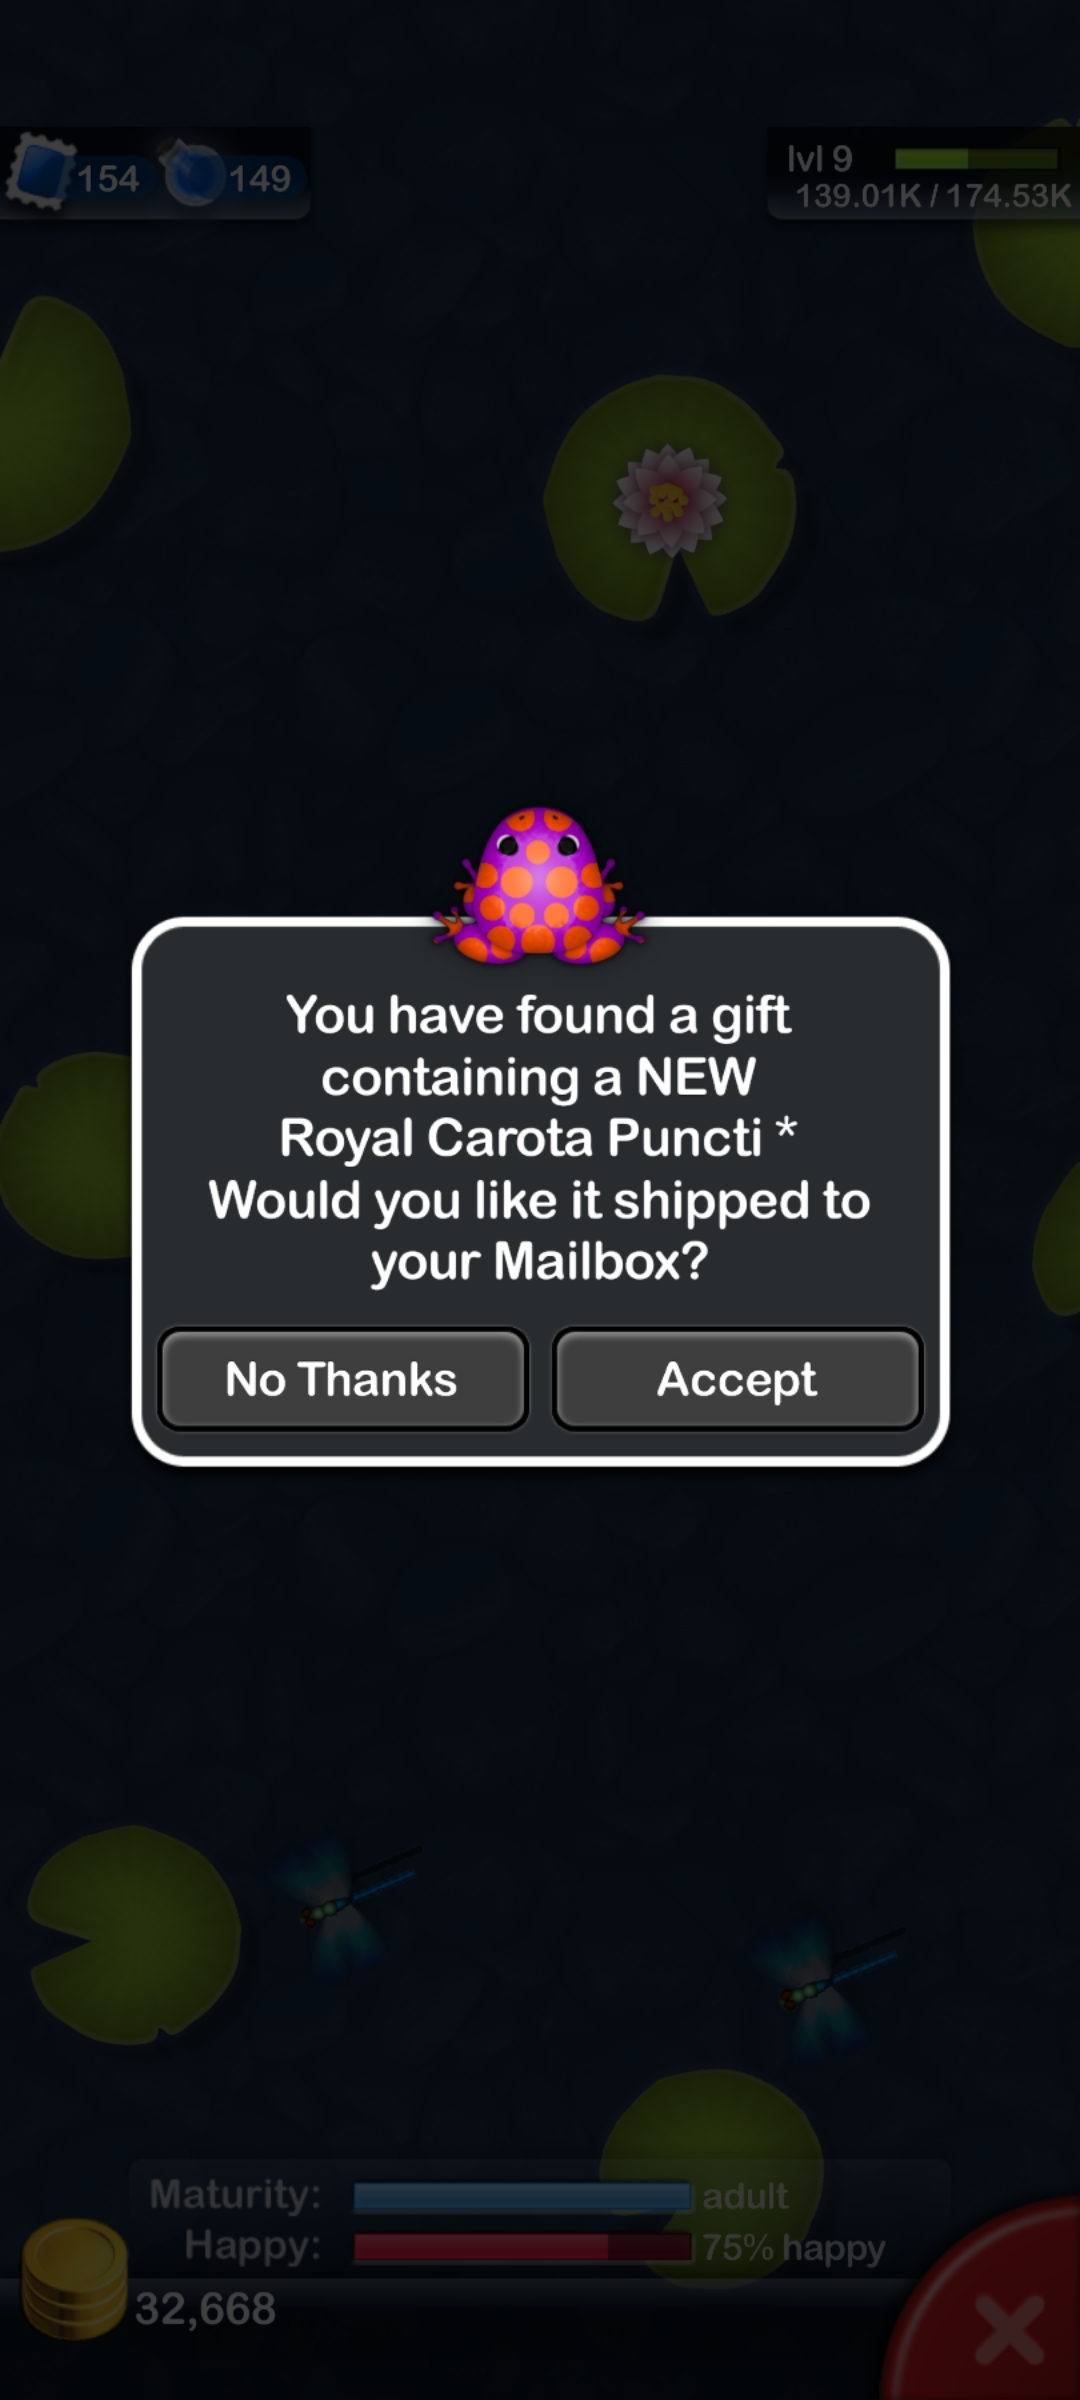 154 149
lvl 9
139.01K / 174.53K
You have found a gift
containing a NEW
Royal Carota Puncti *
Would you like it shipped to
your Mailbox?
No Thanks
Accept
Maturity: adult
Happy: 75% happy
32,668